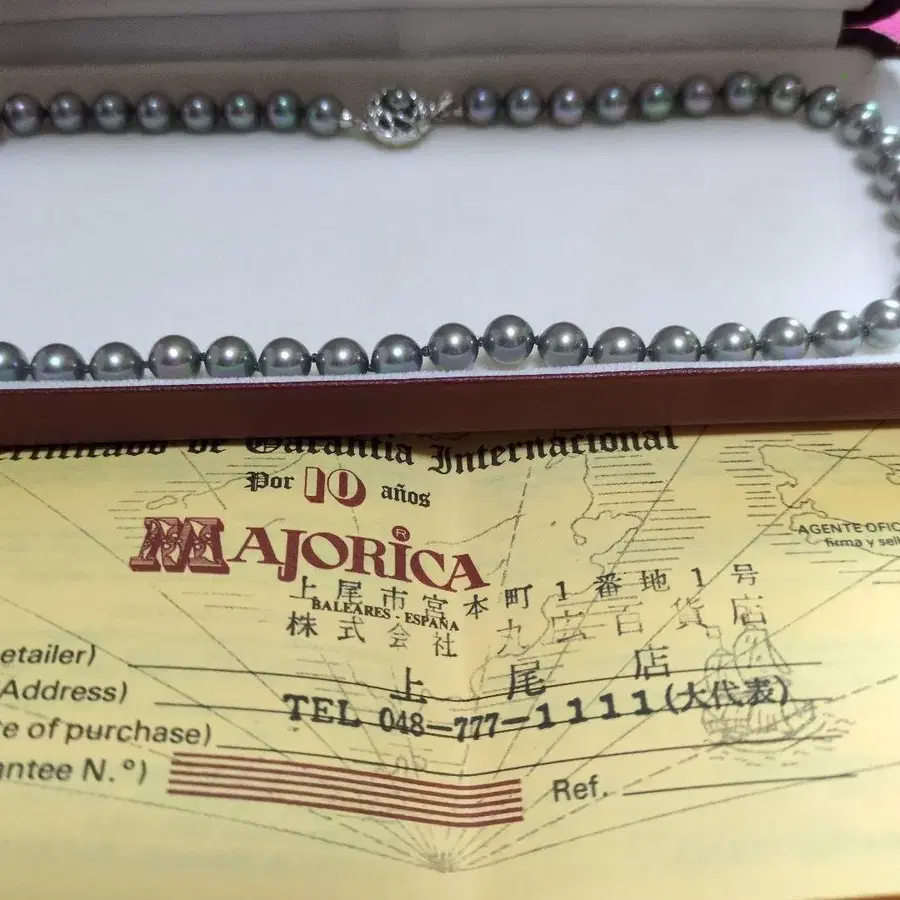 de Garantia Internacional
Por 10 años
MAJORICA®
BALEARES - ESPAÑA
AGENTE OFIC
firma y sell
上尾市宮本町1番地1号
株式会社 丸広百貨店
上尾店
TEL 048-777-1111(大代表)
etailer)
Address)
te of purchase)
antee N.º)
Ref.